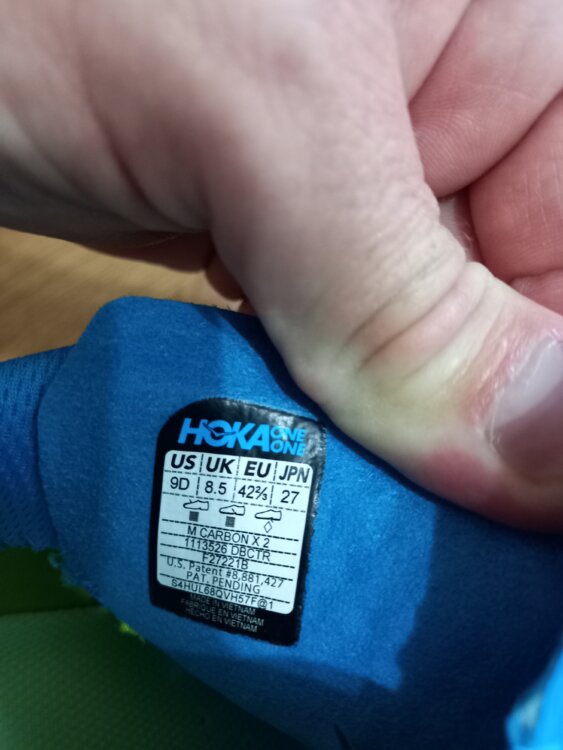 HOKA ONE ONE
US UK EU JPN
9D 8.5 42⅔ 27
M CARBON X 2
1113526 DBCTR
F27221B
U.S. Patent #8,881,427
PAT. PENDING
S4HUL68QVH57F@1
MADE IN VIETNAM
FABRIQUE EN VIETNAM
HECHO EN VIETNAM